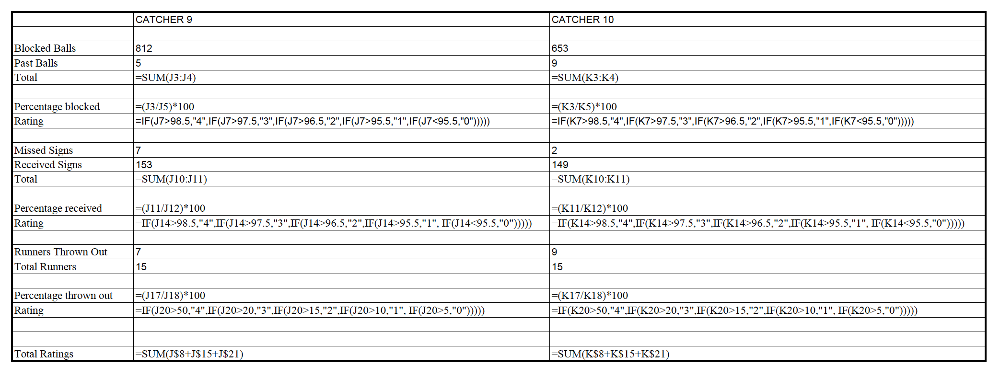 CATCHER 9 CATCHER 10
Blocked Balls 812 653
Past Balls 5 9
Total =SUM(J3:J4) =SUM(K3:K4)
Percentage blocked =(J3/J5)*100 =(K3/K5)*100
Rating =IF(J7>98.5,"4",IF(J7>97.5,"3",IF(J7>96.5,"2",IF(J7>95.5,"1",IF(J7<95.5,"0"))))) =IF(K7>98.5,"4",IF(K7>97.5,"3",IF(K7>96.5,"2",IF(K7>95.5,"1",IF(K7<95.5,"0")))))
Missed Signs 7 2
Received Signs 153 149
Total =SUM(J10:J11) =SUM(K10:K11)
Percentage received =(J11/J12)*100 =(K11/K12)*100
Rating =IF(J14>98.5,"4",IF(J14>97.5,"3",IF(J14>96.5,"2",IF(J14>95.5,"1", IF(J14<95.5,"0"))))) =IF(K14>98.5,"4",IF(K14>97.5,"3",IF(K14>96.5,"2",IF(K14>95.5,"1", IF(K14<95.5,"0")))))
Runners Thrown Out 7 9
Total Runners 15 15
Percentage thrown out =(J17/J18)*100 =(K17/K18)*100
Rating =IF(J20>50,"4",IF(J20>20,"3",IF(J20>15,"2",IF(J20>10,"1", IF(J20>5,"0"))))) =IF(K20>50,"4",IF(K20>20,"3",IF(K20>15,"2",IF(K20>10,"1", IF(K20>5,"0")))))
Total Ratings =SUM(J$8+J$15+J$21) =SUM(K$8+K$15+K$21)